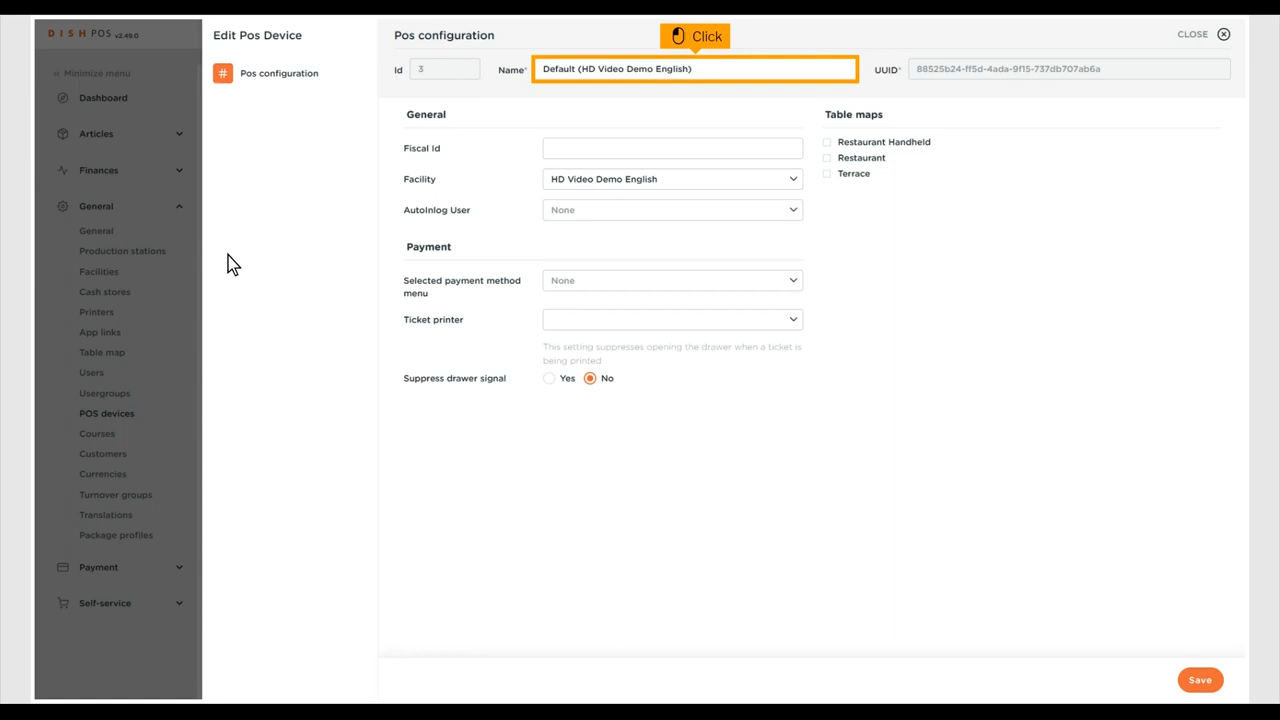 DISH POS v2.49.0
Minimize menu
Dashboard
Articles
Finances
General
General
Production stations
Facilities
Cash stores
Printers
App links
Table map
Users
Usergroups
POS devices
Courses
Customers
Currencies
Turnover groups
Translations
Package profiles
Payment
Self-service
Edit Pos Device
# Pos configuration
Pos configuration
Click
CLOSE
Id 3 Name* Default (HD Video Demo English) UUID* 88525b24-ff5d-4ada-9f15-737db707ab6a
General
Fiscal Id
Facility HD Video Demo English
AutoInlog User None
Payment
Selected payment method menu None
Ticket printer
This setting suppresses opening the drawer when a ticket is
being printed
Suppress drawer signal Yes No
Table maps
Restaurant Handheld
Restaurant
Terrace
Save